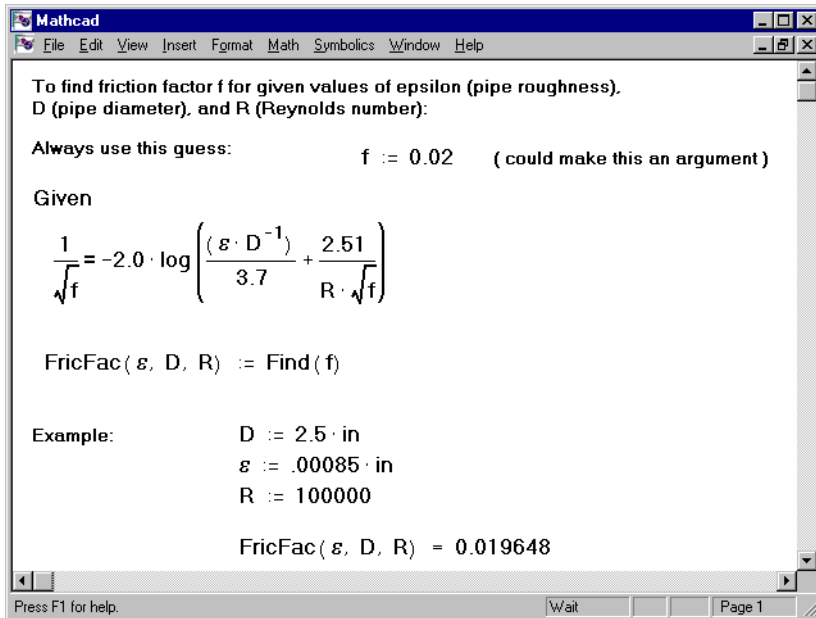 Mathcad
File Edit View Insert Format Math Symbolics Window Help
To find friction factor f for given values of epsilon (pipe roughness),
D (pipe diameter), and R (Reynolds number):
Always use this guess: f := 0.02 ( could make this an argument )
Given
1/√f = -2.0 · log( (ε · D^-1)/3.7 + 2.51/(R · √f) )
FricFac( ε, D, R) := Find( f)
Example: D := 2.5 · in
ε := .00085 · in
R := 100000
FricFac( ε, D, R) = 0.019648
Press F1 for help. Wait Page 1